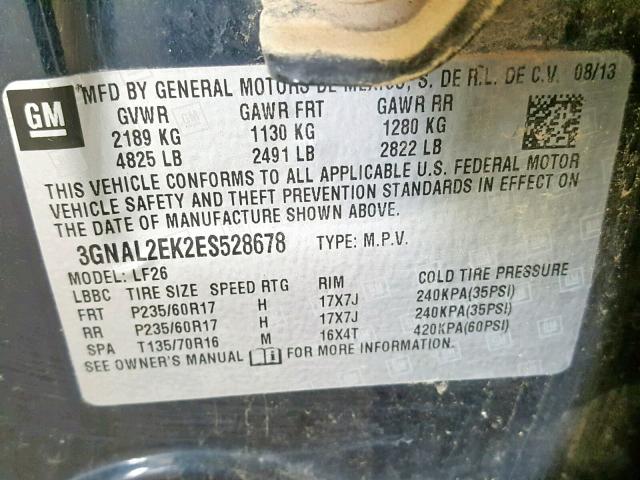 GM
MFD BY GENERAL MOTORS DE MEXICO, S. DE R.L. DE C.V. 08/13
GVWR GAWR FRT GAWR RR
2189 KG 1130 KG 1280 KG
4825 LB 2491 LB 2822 LB
THIS VEHICLE CONFORMS TO ALL APPLICABLE U.S. FEDERAL MOTOR
VEHICLE SAFETY AND THEFT PREVENTION STANDARDS IN EFFECT ON
THE DATE OF MANUFACTURE SHOWN ABOVE.
3GNAL2EK2ES528678 TYPE: M.P.V.
MODEL: LF26
LBBC TIRE SIZE SPEED RTG RIM COLD TIRE PRESSURE
FRT P235/60R17 H 17X7J 240KPA(35PSI)
RR P235/60R17 H 17X7J 240KPA(35PSI)
SPA T135/70R16 M 16X4T 420KPA(60PSI)
SEE OWNER'S MANUAL FOR MORE INFORMATION.